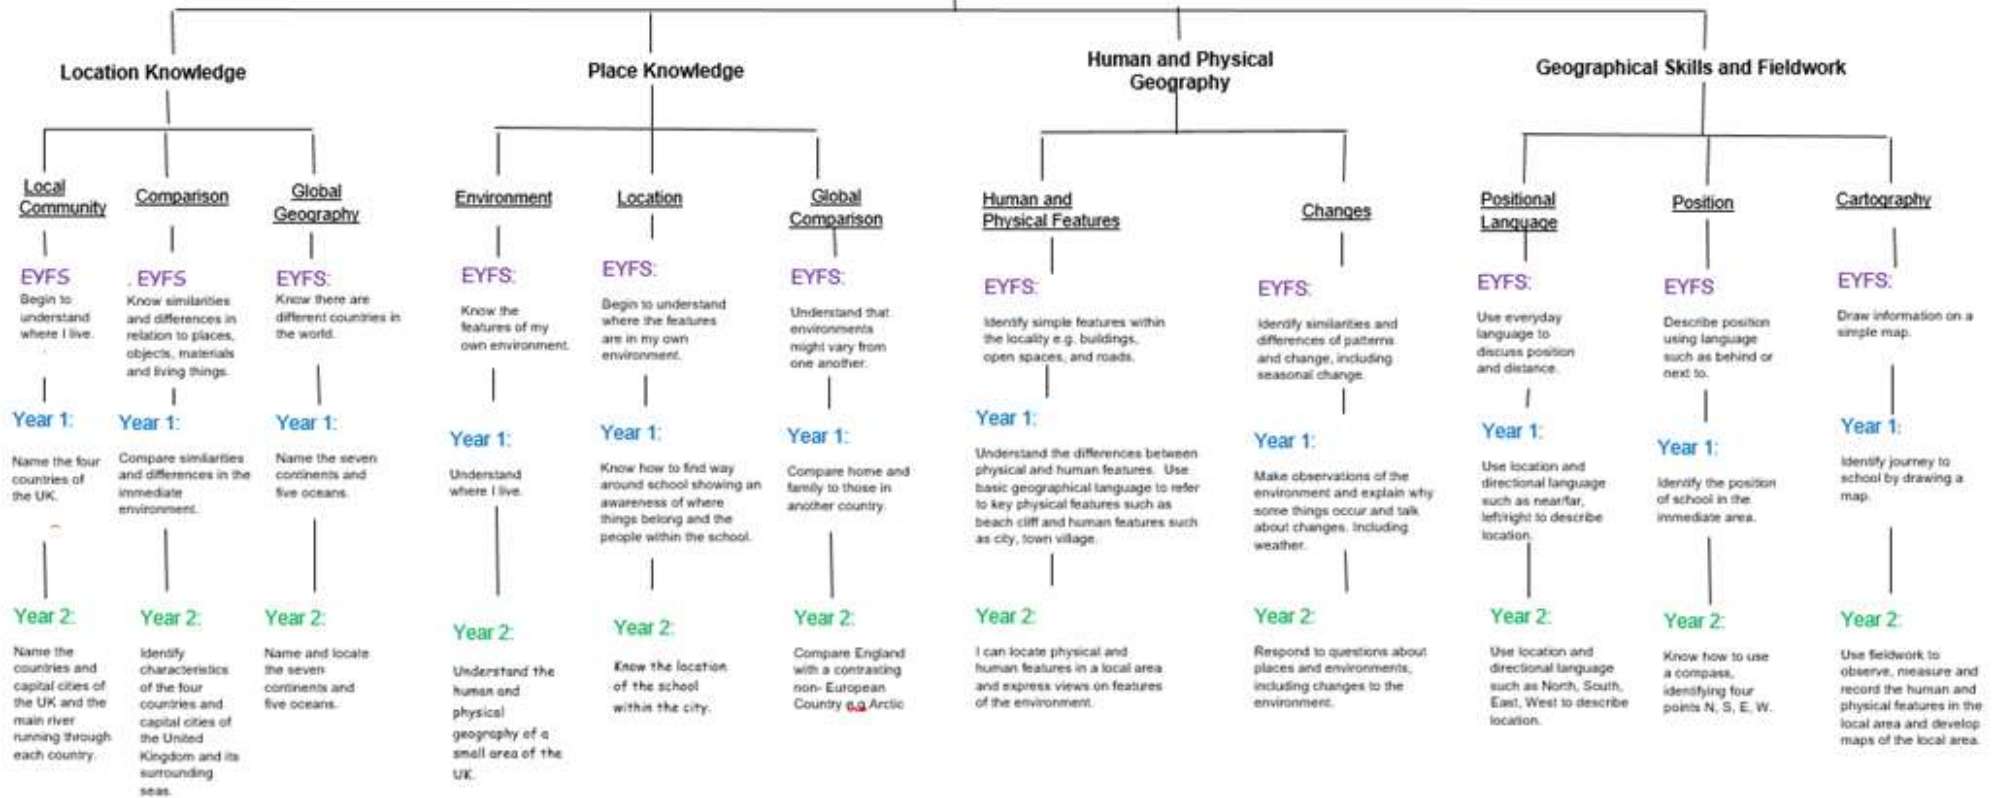 Location Knowledge
Local
Community
EYFS
Begin to
understand
where I live.
Year 1:
Name the four
countries of
the UK.
Year 2:
Name the
countries and
capital cities of
the UK and the
main river
running through
each country.
Comparison
. EYFS
Know similarities
and differences in
relation to places,
objects, materials
and living things.
Year 1:
Compare similarities
and differences in the
immediate
environment.
Year 2:
Identify
characteristics
of the four
countries and
capital cities of
the United
Kingdom and its
surrounding
seas.
Global
Geography
EYFS:
Know there are
different countries in
the world.
Year 1:
Name the seven
continents and
five oceans.
Year 2:
Name and locate
the seven
continents and
five oceans.
Place Knowledge
Environment
EYFS:
Know the
features of my
own environment.
Year 1:
Understand
where I live.
Year 2:
Understand the
human and
physical
geography of a
small area of the
UK.
Location
EYFS:
Begin to understand
where the features
are in my own
environment.
Year 1:
Know how to find way
around school showing an
awareness of where
things belong and the
people within the school.
Year 2:
Know the location
of the school
within the city.
Global
Comparison
EYFS:
Understand that
environments
might vary from
one another.
Year 1:
Compare home and
family to those in
another country.
Year 2:
Compare England
with a contrasting
non- European
Country e.g Arctic
Human and Physical
Geography
Human and
Physical Features
EYFS:
Identify simple features within
the locality e.g. buildings,
open spaces, and roads.
Year 1:
Understand the differences between
physical and human features. Use
basic geographical language to refer
to key physical features such as
beach cliff and human features such
as city, town village.
Year 2:
I can locate physical and
human features in a local area
and express views on features
of the environment.
Changes
EYFS:
Identify similarities and
differences of patterns
and change, including
seasonal change.
Year 1:
Make observations of the
environment and explain why
some things occur and talk
about changes. Including
weather.
Year 2:
Respond to questions about
places and environments,
including changes to the
environment.
Geographical Skills and Fieldwork
Positional
Language
EYFS:
Use everyday
language to
discuss position
and distance.
Year 1:
Use location and
directional language
such as near/far,
left/right to describe
location.
Year 2:
Use location and
directional language
such as North, South,
East, West to describe
location.
Position
EYFS
Describe position
using language
such as behind or
next to.
Year 1:
Identify the position
of school in the
immediate area.
Year 2:
Know how to use
a compass,
identifying four
points N, S, E, W.
Cartography
EYFS:
Draw information on a
simple map.
Year 1:
Identify journey to
school by drawing a
map.
Year 2:
Use fieldwork to
observe, measure and
record the human and
physical features in the
local area and develop
maps of the local area.